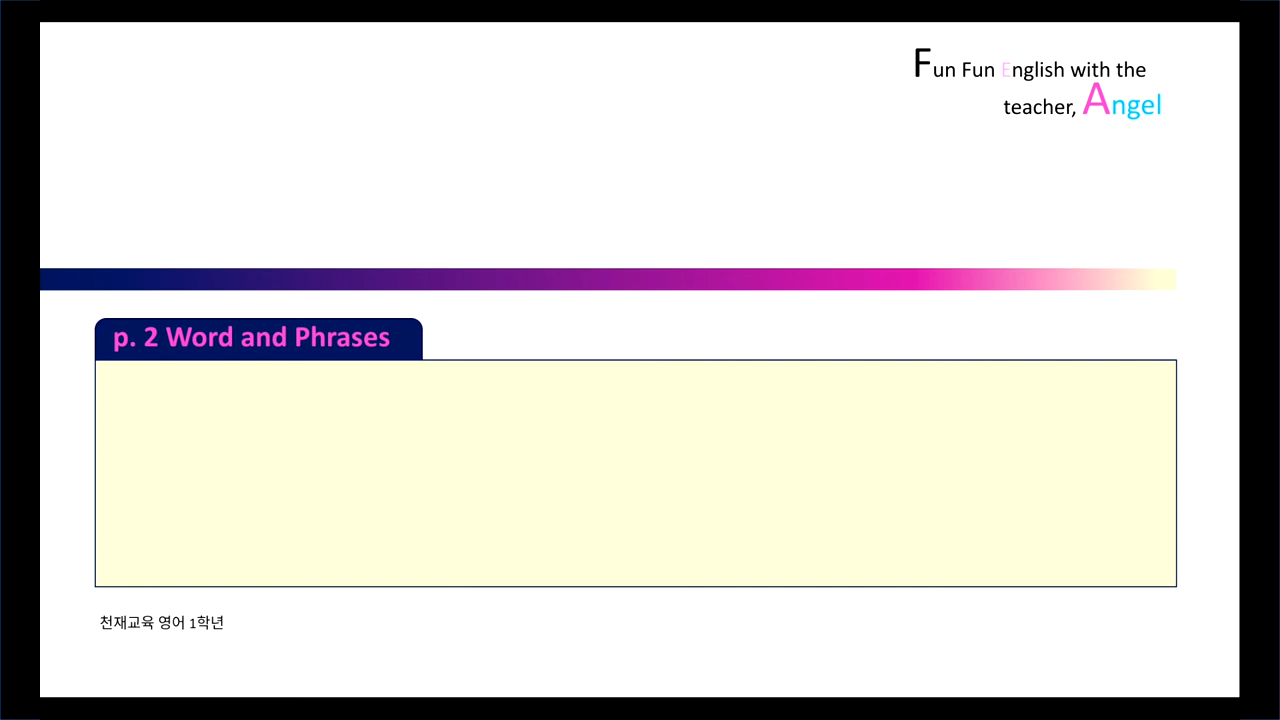 Fun Fun English with the
teacher, Angel
p. 2 Word and Phrases
천재교육 영어 1학년